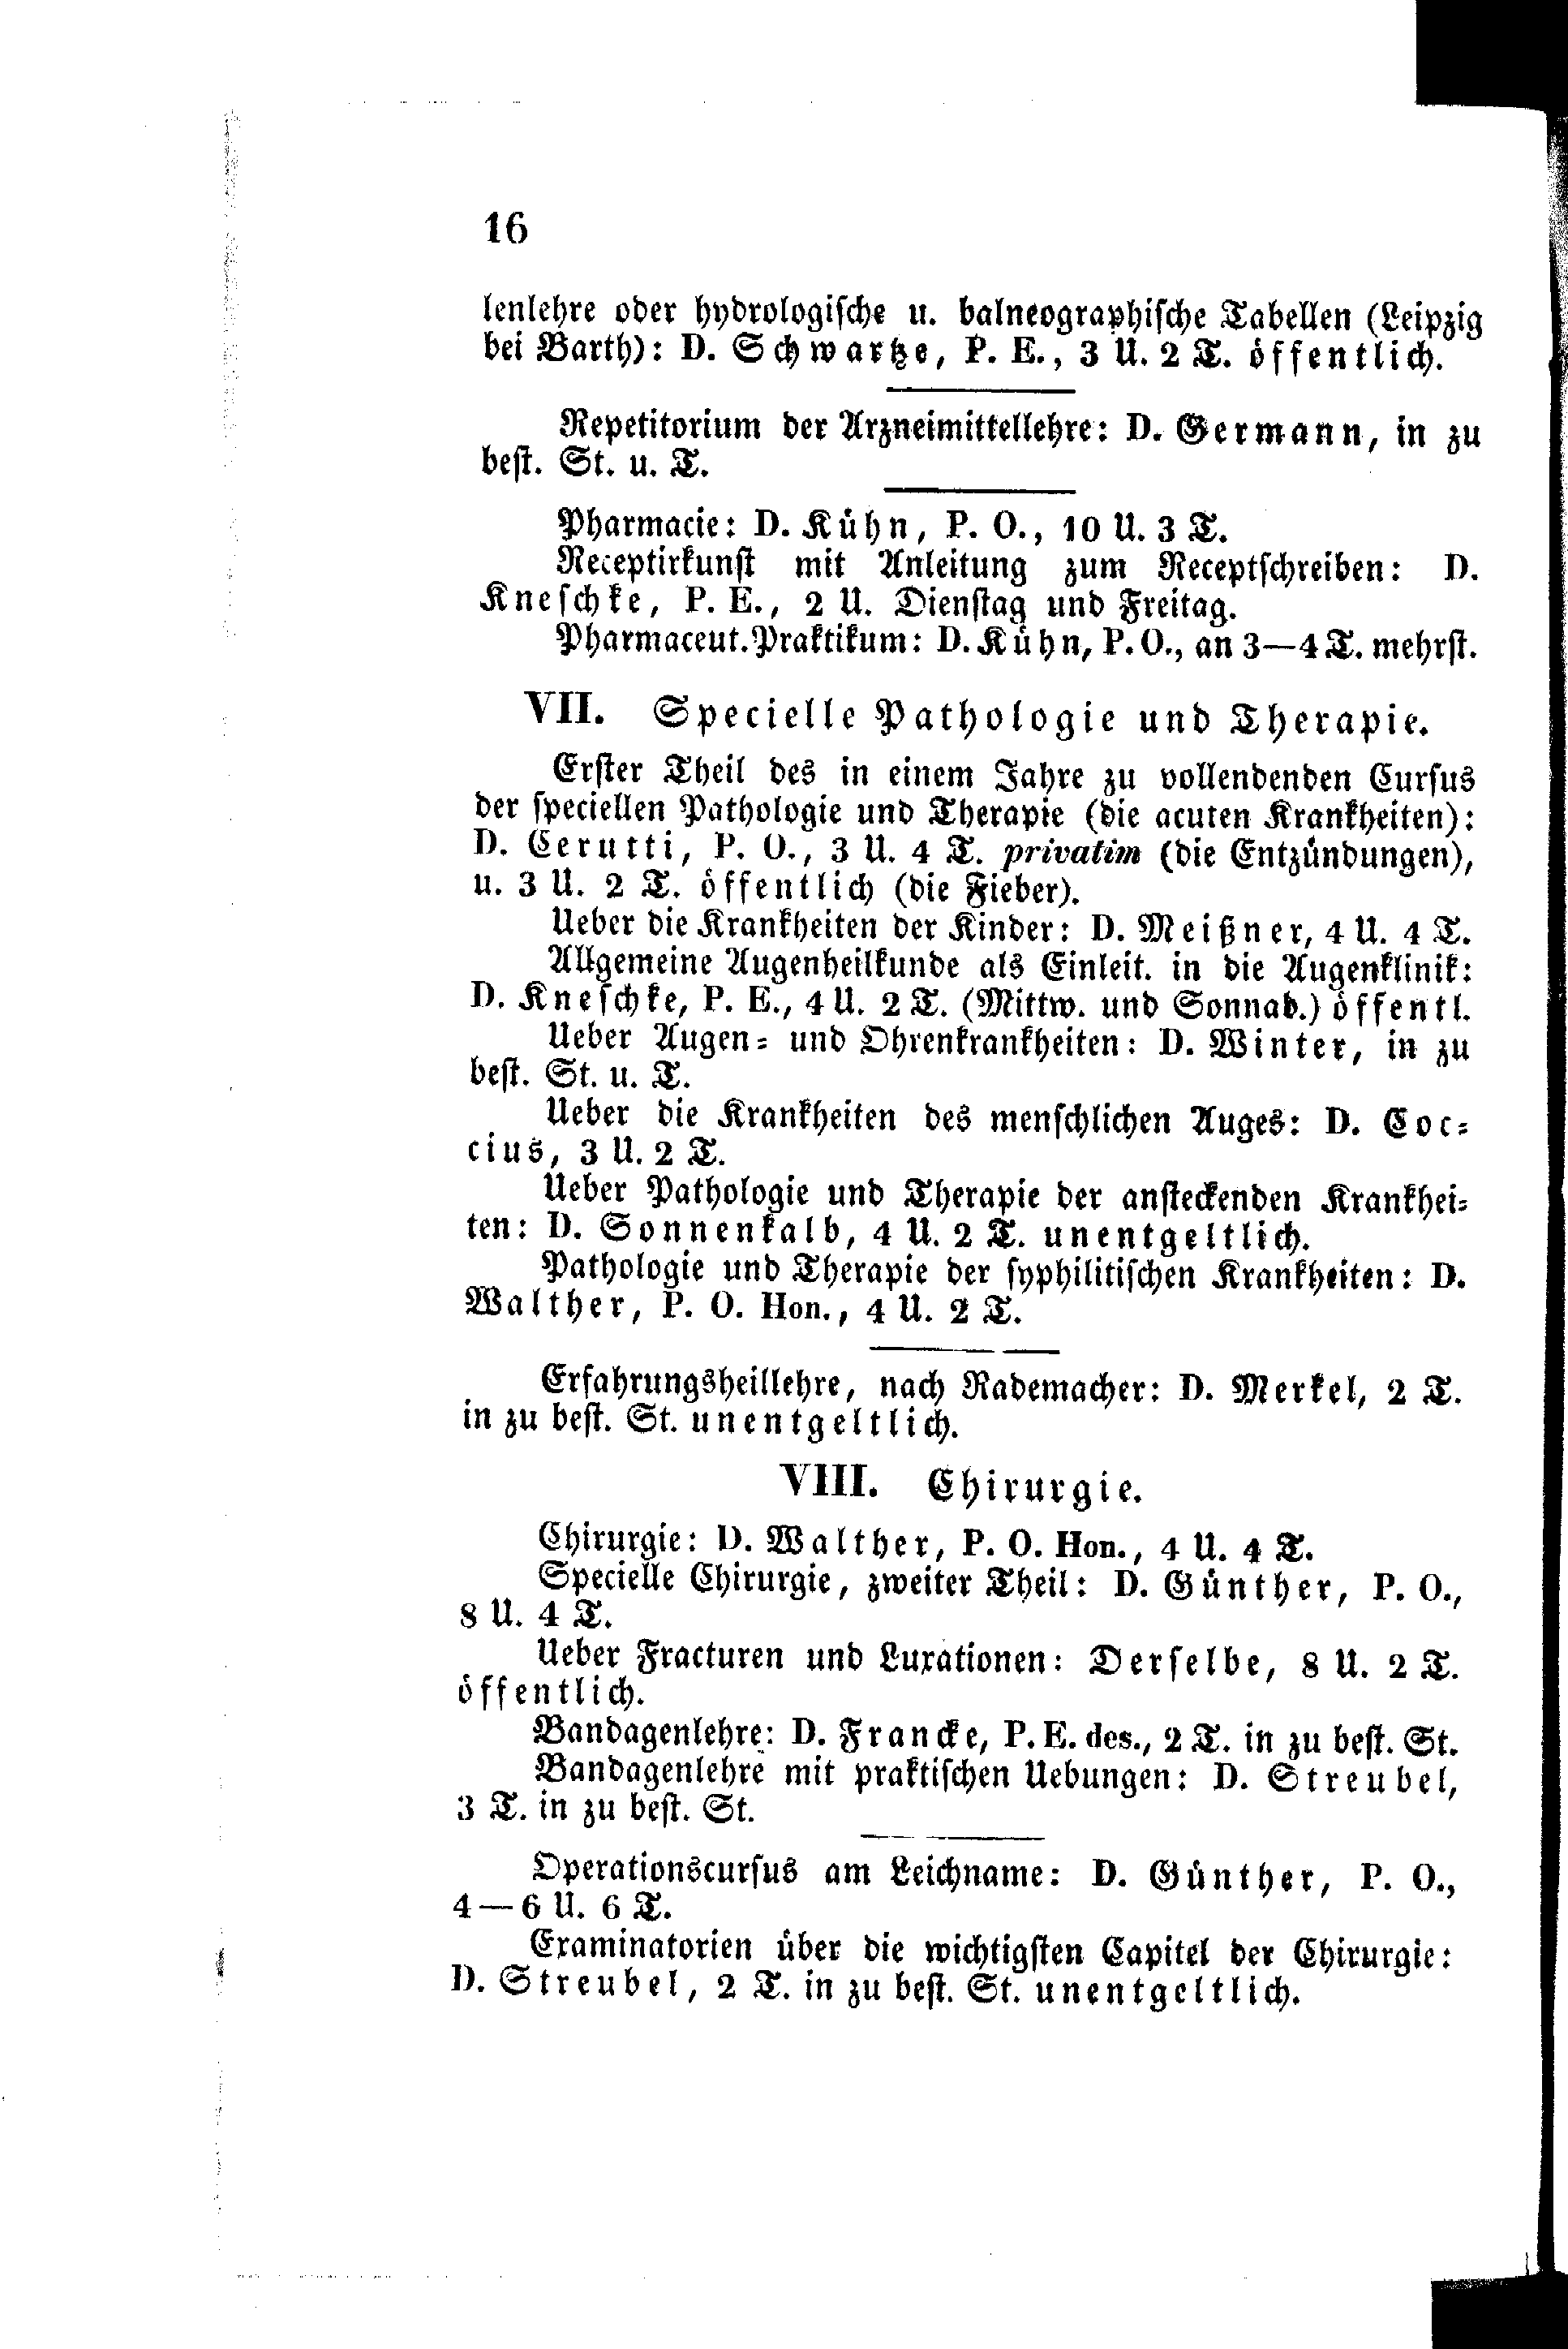 16
lenlehre oder hydrologische u. balneographische Tabellen (Leipzig
bei Barth): D. Schwartze, P. E., 3 U. 2 T. öffentlich.
Repetitorium der Arzneimittellehre: D. Germann, in zu
best. St. u. T.
Pharmacie: D. Kühn, P. O., 10 U. 3 T.
Receptirkunst mit Anleitung zum Receptschreiben: D.
Kneschke, P. E., 2 U. Dienstag und Freitag.
Pharmaceut. Praktikum: D. Kühn, P. O., an 3—4 T. mehrst.
VII. Specielle Pathologie und Therapie.
Erster Theil des in einem Jahre zu vollendenden Cursus
der speciellen Pathologie und Therapie (die acuten Krankheiten):
D. Cerutti, P. O., 3 U. 4 T. privatim (die Entzündungen),
u. 3 U. 2 T. öffentlich (die Fieber).
Ueber die Krankheiten der Kinder: D. Meißner, 4 U. 4 T.
Allgemeine Augenheilkunde als Einleit. in die Augenklinik:
D. Kneschke, P. E., 4 U. 2 T. (Mittw. und Sonnab.) öffentl.
Ueber Augen- und Ohrenkrankheiten: D. Winter, in zu
best. St. u. T.
Ueber die Krankheiten des menschlichen Auges: D. Coc-
cius, 3 U. 2 T.
Ueber Pathologie und Therapie der ansteckenden Krankhei-
ten: D. Sonnenkalb, 4 U. 2 T. unentgeltlich.
Pathologie und Therapie der syphilitischen Krankheiten: D.
Walther, P. O. Hon., 4 U. 2 T.
Erfahrungsheillehre, nach Rademacher: D. Merkel, 2 T.
in zu best. St. unentgeltlich.
VIII. Chirurgie.
Chirurgie: D. Walther, P. O. Hon., 4 U. 4 T.
Specielle Chirurgie, zweiter Theil: D. Günther, P. O.,
8 U. 4 T.
Ueber Fracturen und Luxationen: Derselbe, 8 U. 2 T.
öffentlich.
Bandagenlehre: D. Francke, P. E. des., 2 T. in zu best. St.
Bandagenlehre mit praktischen Uebungen: D. Streubel,
3 T. in zu best. St.
Operationscursus am Leichname: D. Günther, P. O.,
4—6 U. 6 T.
Examinatorien über die wichtigsten Capitel der Chirurgie:
D. Streubel, 2 T. in zu best. St. unentgeltlich.